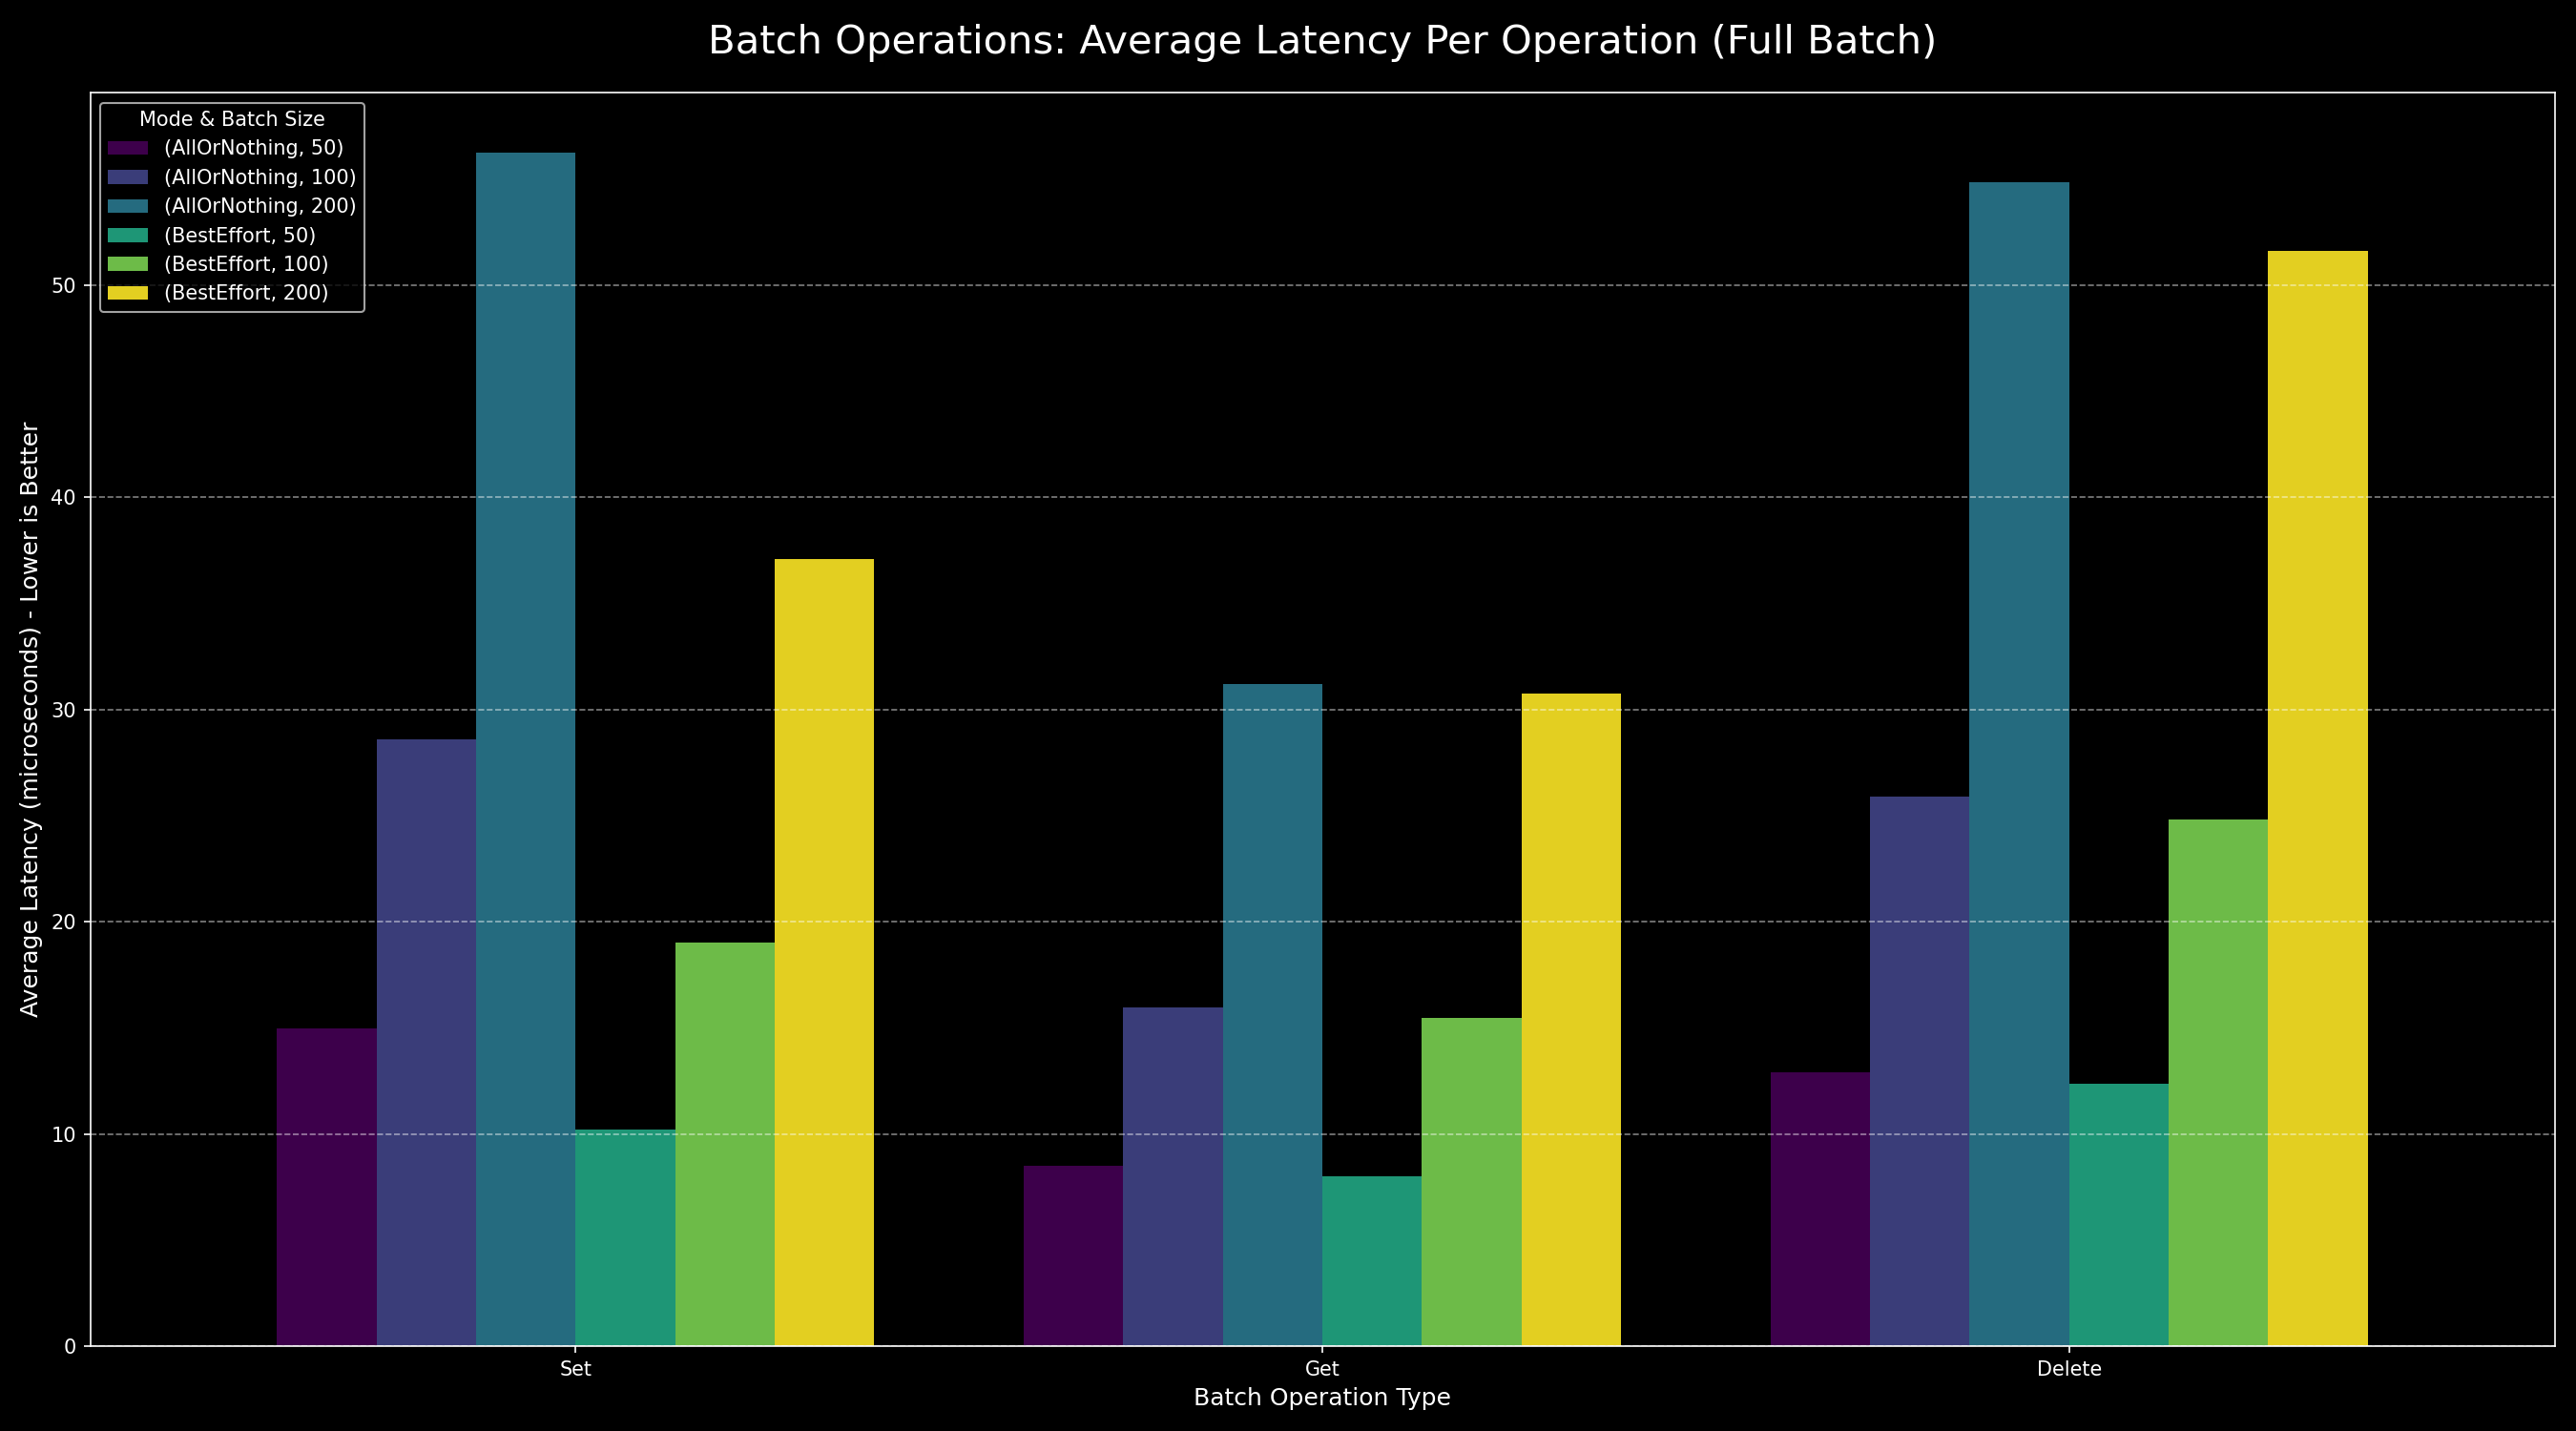 Batch Operations: Average Latency Per Operation (Full Batch)
Mode & Batch Size
(AllOrNothing, 50)
(AllOrNothing, 100)
(AllOrNothing, 200)
(BestEffort, 50)
(BestEffort, 100)
(BestEffort, 200)
Average Latency (microseconds) - Lower is Better
50
40
30
20
10
0
Set
Get
Delete
Batch Operation Type